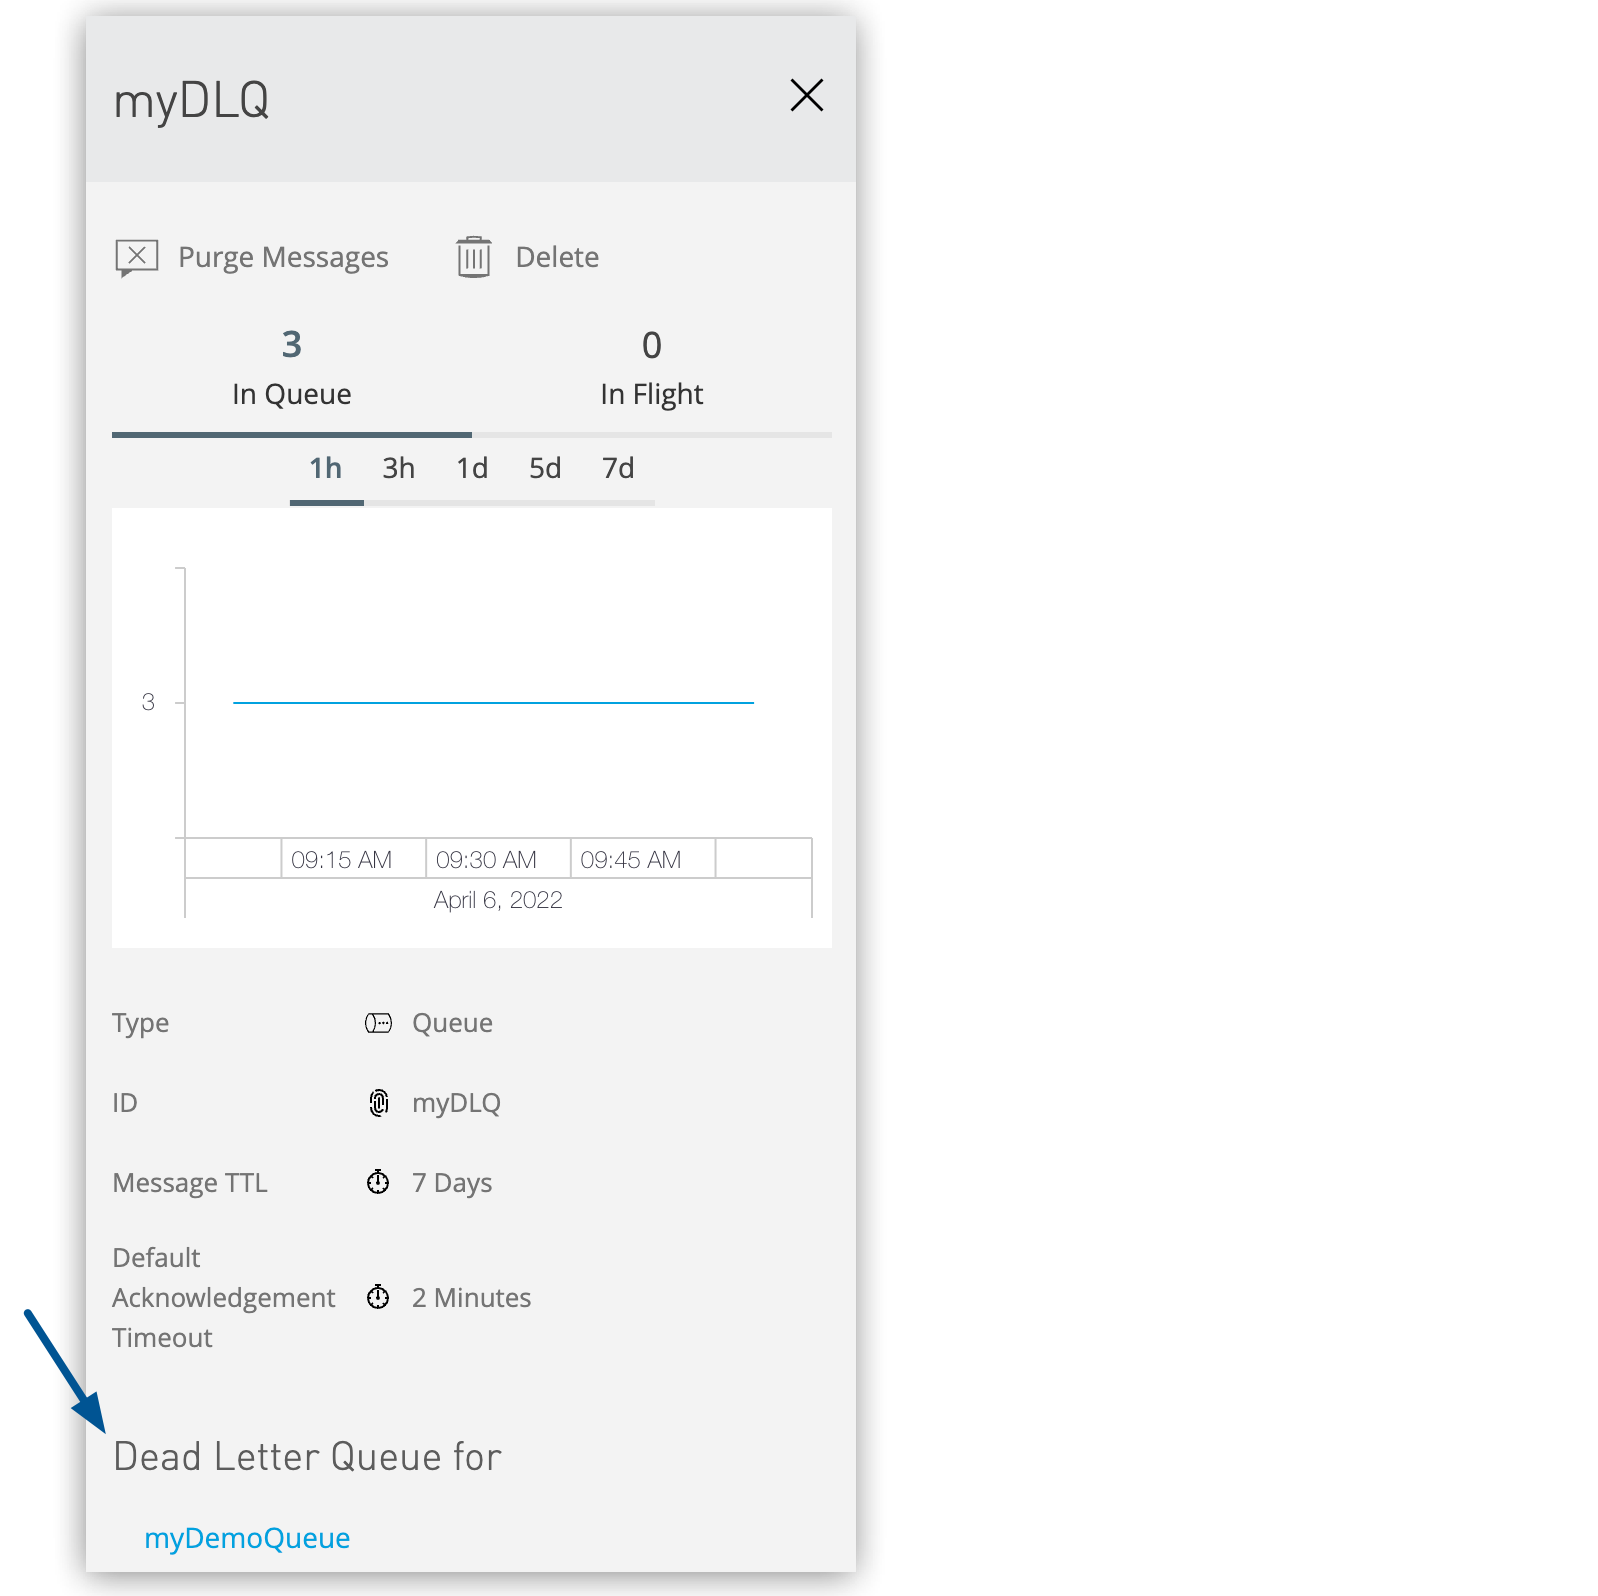 myDLQ
Purge Messages
Delete
3
0
In Queue
In Flight
1h 3h 1d 5d 7d
3
09:15 AM 09:30 AM 09:45 AM
April 6, 2022
Type
Queue
ID
myDLQ
Message TTL
7 Days
Default
Acknowledgement
Timeout
2 Minutes
Dead Letter Queue for
myDemoQueue